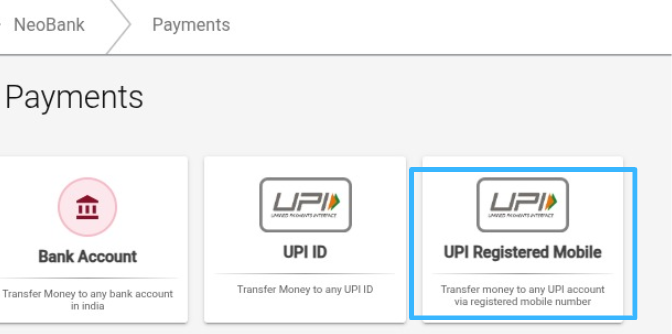 NeoBank
Payments
Payments
UPI
UNIFIED PAYMENTS INTERFACE
UPI
UNIFIED PAYMENTS INTERFACE
Bank Account
UPI ID
UPI Registered Mobile
Transfer Money to any bank account
in india
Transfer Money to any UPI ID
Transfer money to any UPI account
via registered mobile number